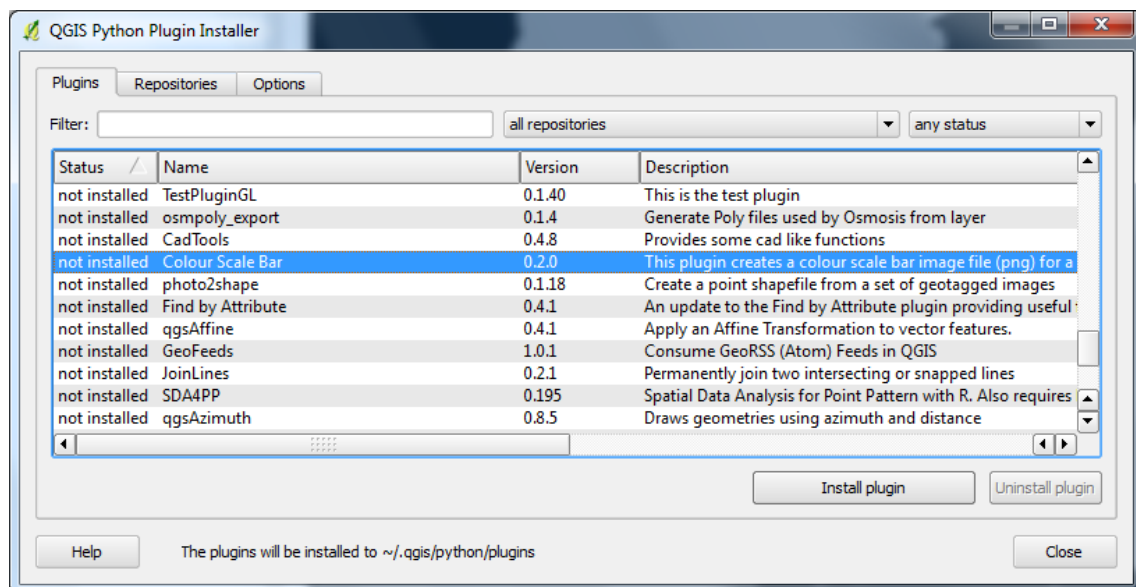 QGIS Python Plugin Installer
Plugins Repositories Options
Filter: all repositories any status
Status Name Version Description
not installed TestPluginGL 0.1.40 This is the test plugin
not installed osmpoly_export 0.1.4 Generate Poly files used by Osmosis from layer
not installed CadTools 0.4.8 Provides some cad like functions
not installed Colour Scale Bar 0.2.0 This plugin creates a colour scale bar image file (png) for a
not installed photo2shape 0.1.18 Create a point shapefile from a set of geotagged images
not installed Find by Attribute 0.4.1 An update to the Find by Attribute plugin providing useful
not installed qgsAffine 0.4.1 Apply an Affine Transformation to vector features.
not installed GeoFeeds 1.0.1 Consume GeoRSS (Atom) Feeds in QGIS
not installed JoinLines 0.2.1 Permanently join two intersecting or snapped lines
not installed SDA4PP 0.195 Spatial Data Analysis for Point Pattern with R. Also requires
not installed qgsAzimuth 0.8.5 Draws geometries using azimuth and distance
Install plugin Uninstall plugin
Help The plugins will be installed to ~/.qgis/python/plugins Close